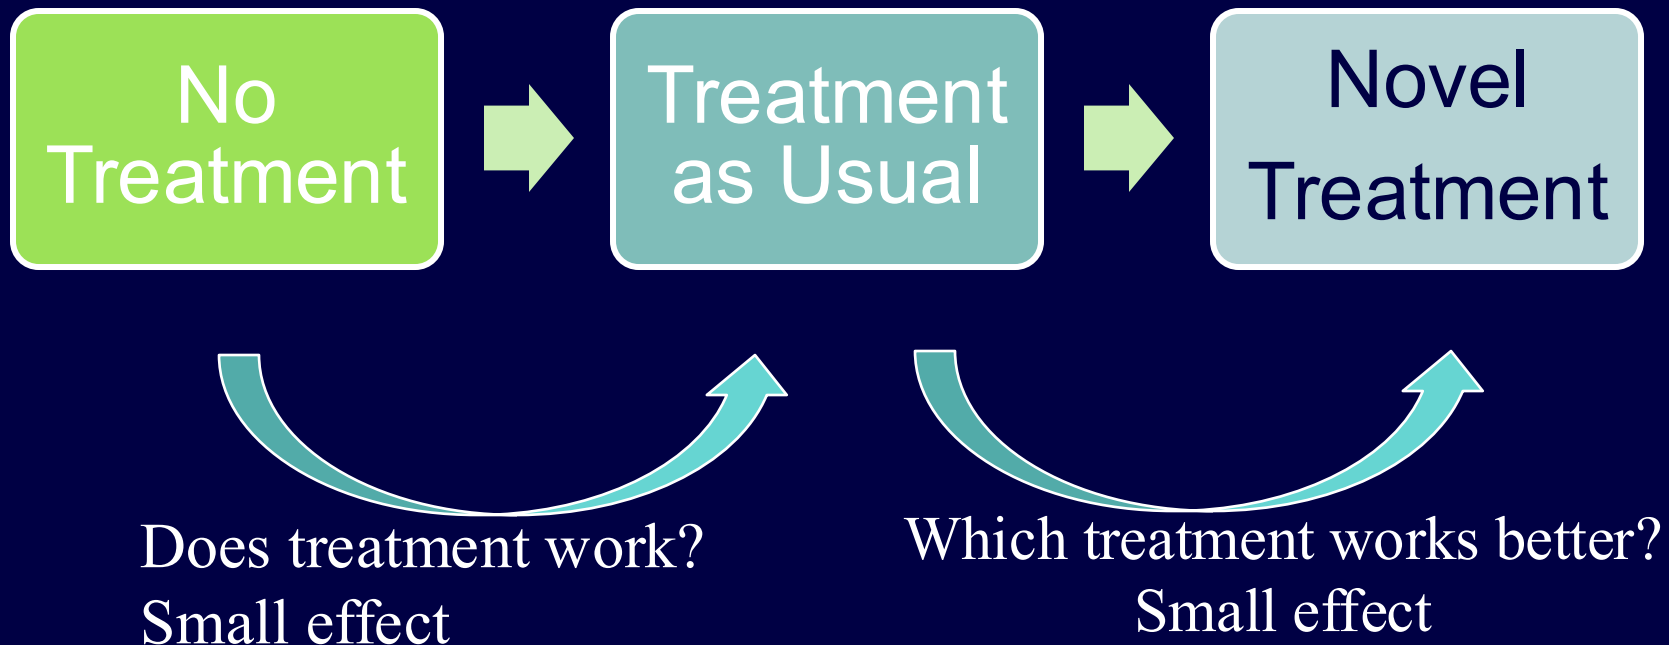 No
Treatment
Treatment
as Usual
Novel
Treatment
Does treatment work?
Small effect
Which treatment works better?
Small effect